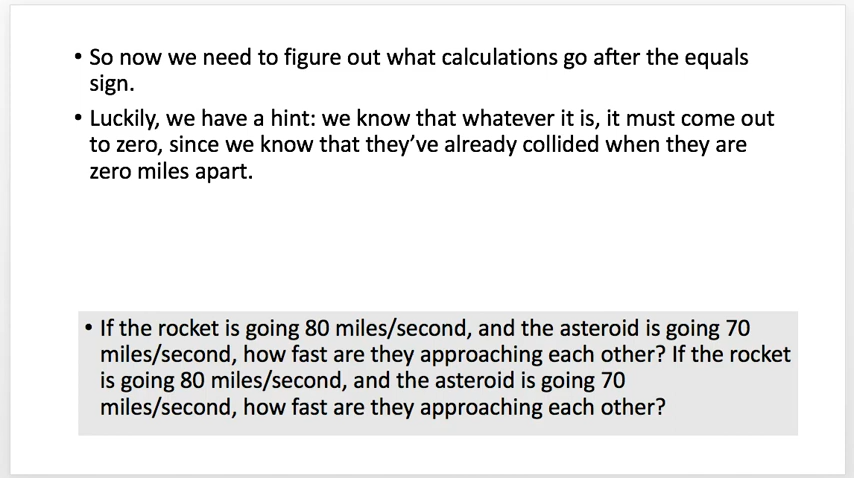 • So now we need to figure out what calculations go after the equals
sign.
• Luckily, we have a hint: we know that whatever it is, it must come out
to zero, since we know that they’ve already collided when they are
zero miles apart.
• If the rocket is going 80 miles/second, and the asteroid is going 70
miles/second, how fast are they approaching each other? If the rocket
is going 80 miles/second, and the asteroid is going 70
miles/second, how fast are they approaching each other?